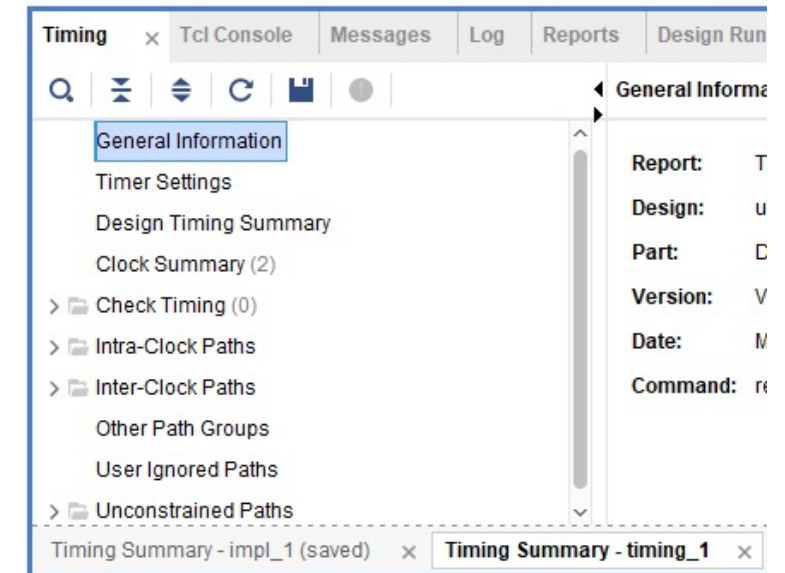 Timing Tcl Console Messages Log Reports Design Run
General Informa
General Information
Timer Settings
Design Timing Summary
Clock Summary (2)
Check Timing (0)
Intra-Clock Paths
Inter-Clock Paths
Other Path Groups
User Ignored Paths
Unconstrained Paths
Report: T
Design: u
Part: D
Version: V
Date: M
Command: re
Timing Summary - impl_1 (saved) Timing Summary - timing_1